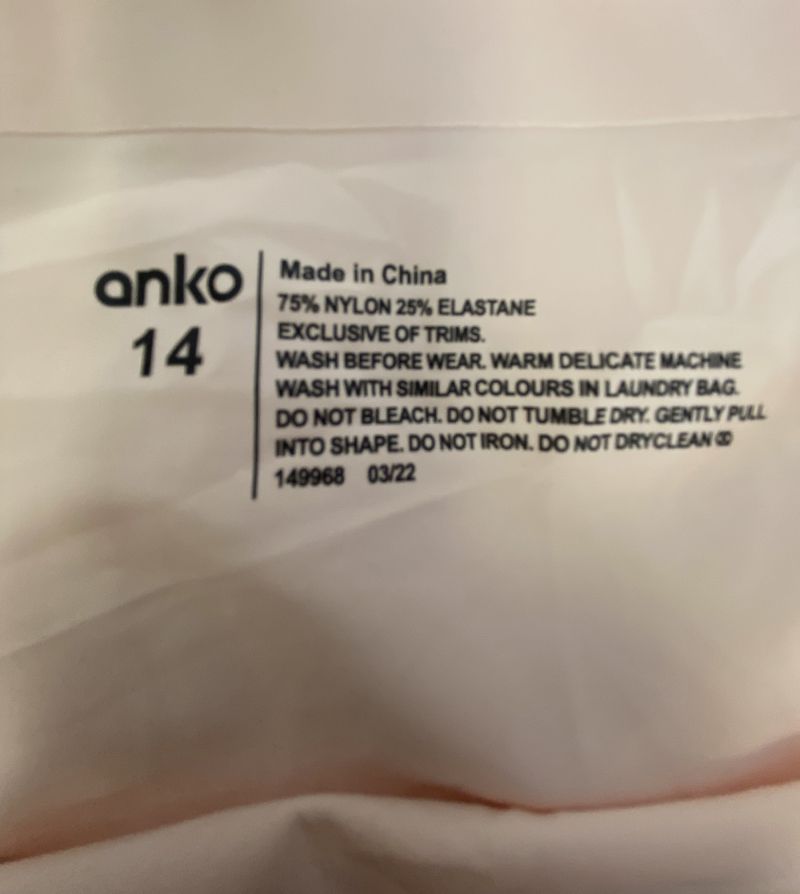 anko
14
Made in China
75% NYLON 25% ELASTANE
EXCLUSIVE OF TRIMS.
WASH BEFORE WEAR. WARM DELICATE MACHINE
WASH WITH SIMILAR COLOURS IN LAUNDRY BAG.
DO NOT BLEACH. DO NOT TUMBLE DRY. GENTLY PULL
INTO SHAPE. DO NOT IRON. DO NOT DRYCLEAN
149968 03/22